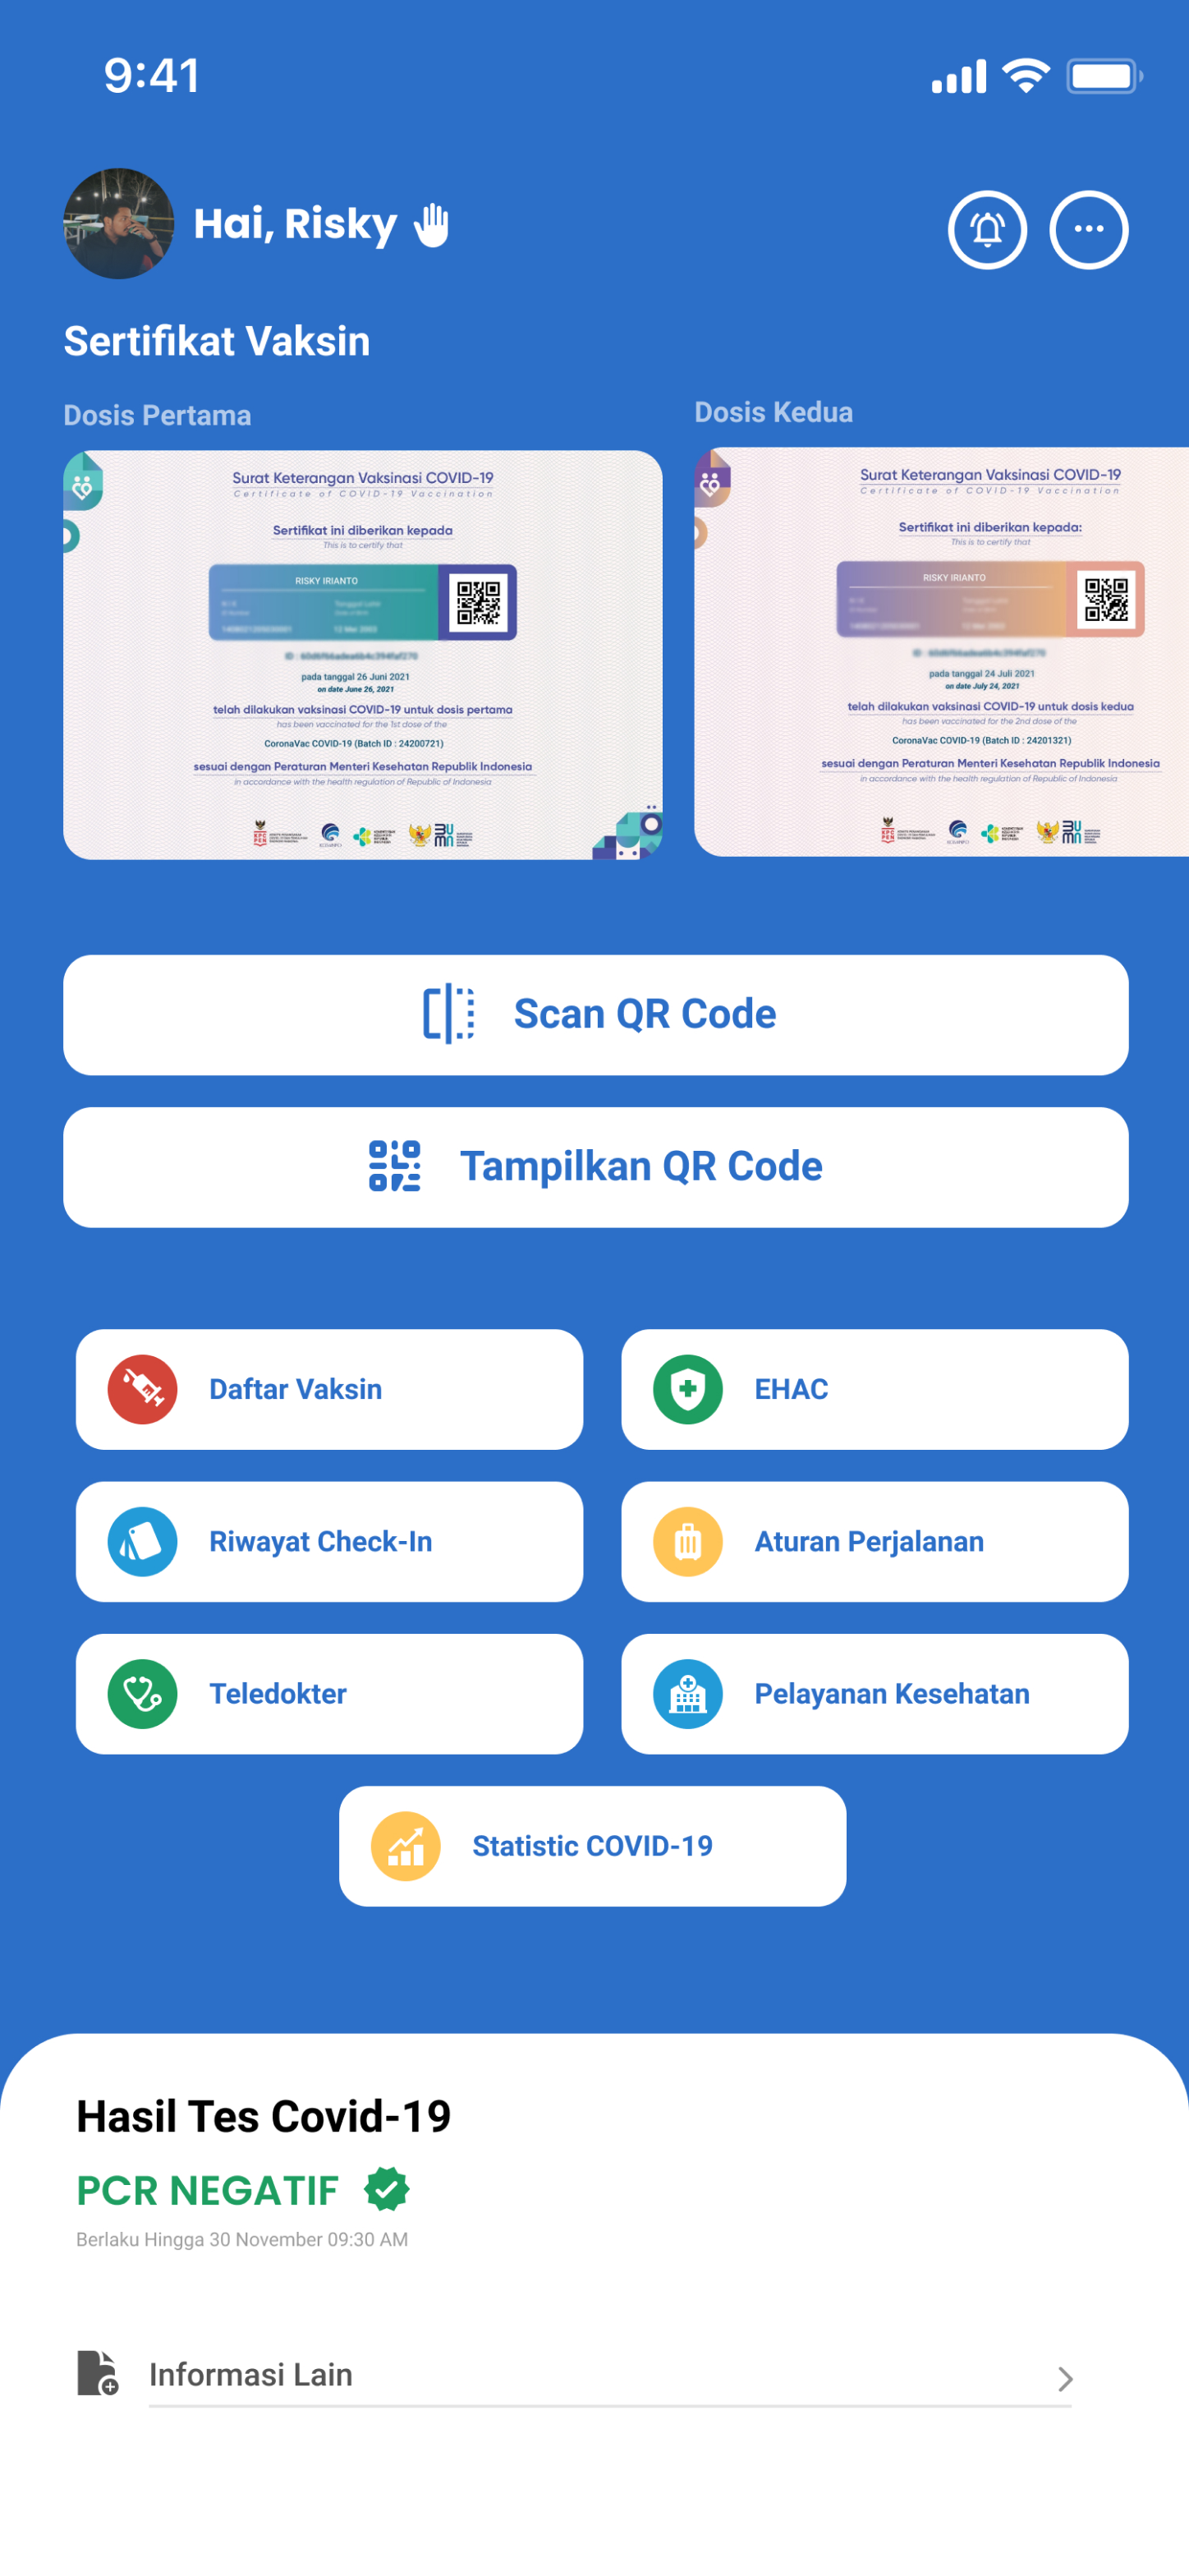 9:41
Hai, Risky
Sertifikat Vaksin
Dosis Pertama
Surat Keterangan Vaksinasi COVID-19
Certificate of COVID-19 Vaccination
Sertifikat ini diberikan kepada
This is to certify that
RISKY IRIANTO
pada tanggal 26 Juni 2021
on date June 26, 2021
telah dilakukan vaksinasi COVID-19 untuk dosis pertama
has been vaccinated for the 1st dose of the
CoronaVac COVID-19 (Batch ID : 24200721)
sesuai dengan Peraturan Menteri Kesehatan Republik Indonesia
in accordance with the health regulation of Republic of Indonesia
Dosis Kedua
Surat Keterangan Vaksinasi COVID-19
Certificate of COVID-19 Vaccination
Sertifikat ini diberikan kepada:
This is to certify that
RISKY IRIANTO
pada tanggal 24 Juli 2021
on date July 24, 2021
telah dilakukan vaksinasi COVID-19 untuk dosis kedua
has been vaccinated for the 2nd dose of the
CoronaVac COVID-19 (Batch ID : 24201321)
sesuai dengan Peraturan Menteri Kesehatan Republik Indonesia
in accordance with the health regulation of Republic of Indonesia
Scan QR Code
Tampilkan QR Code
Daftar Vaksin
EHAC
Riwayat Check-In
Aturan Perjalanan
Teledokter
Pelayanan Kesehatan
Statistic COVID-19
Hasil Tes Covid-19
PCR NEGATIF
Berlaku Hingga 30 November 09:30 AM
Informasi Lain